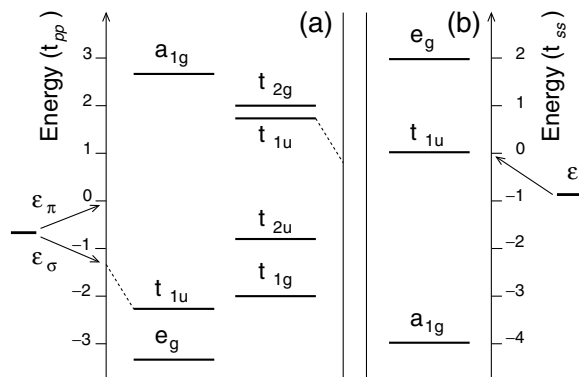 (a) (b)
Energy (t_pp)
3
2
1
0
−1
−2
−3
ε_π
ε_σ
a_1g
t_2g
t_1u
t_2u
t_1g
t_1u
e_g
e_g
t_1u
a_1g
2
1
0
−1
−2
−3
−4
Energy (t_ss)
ε